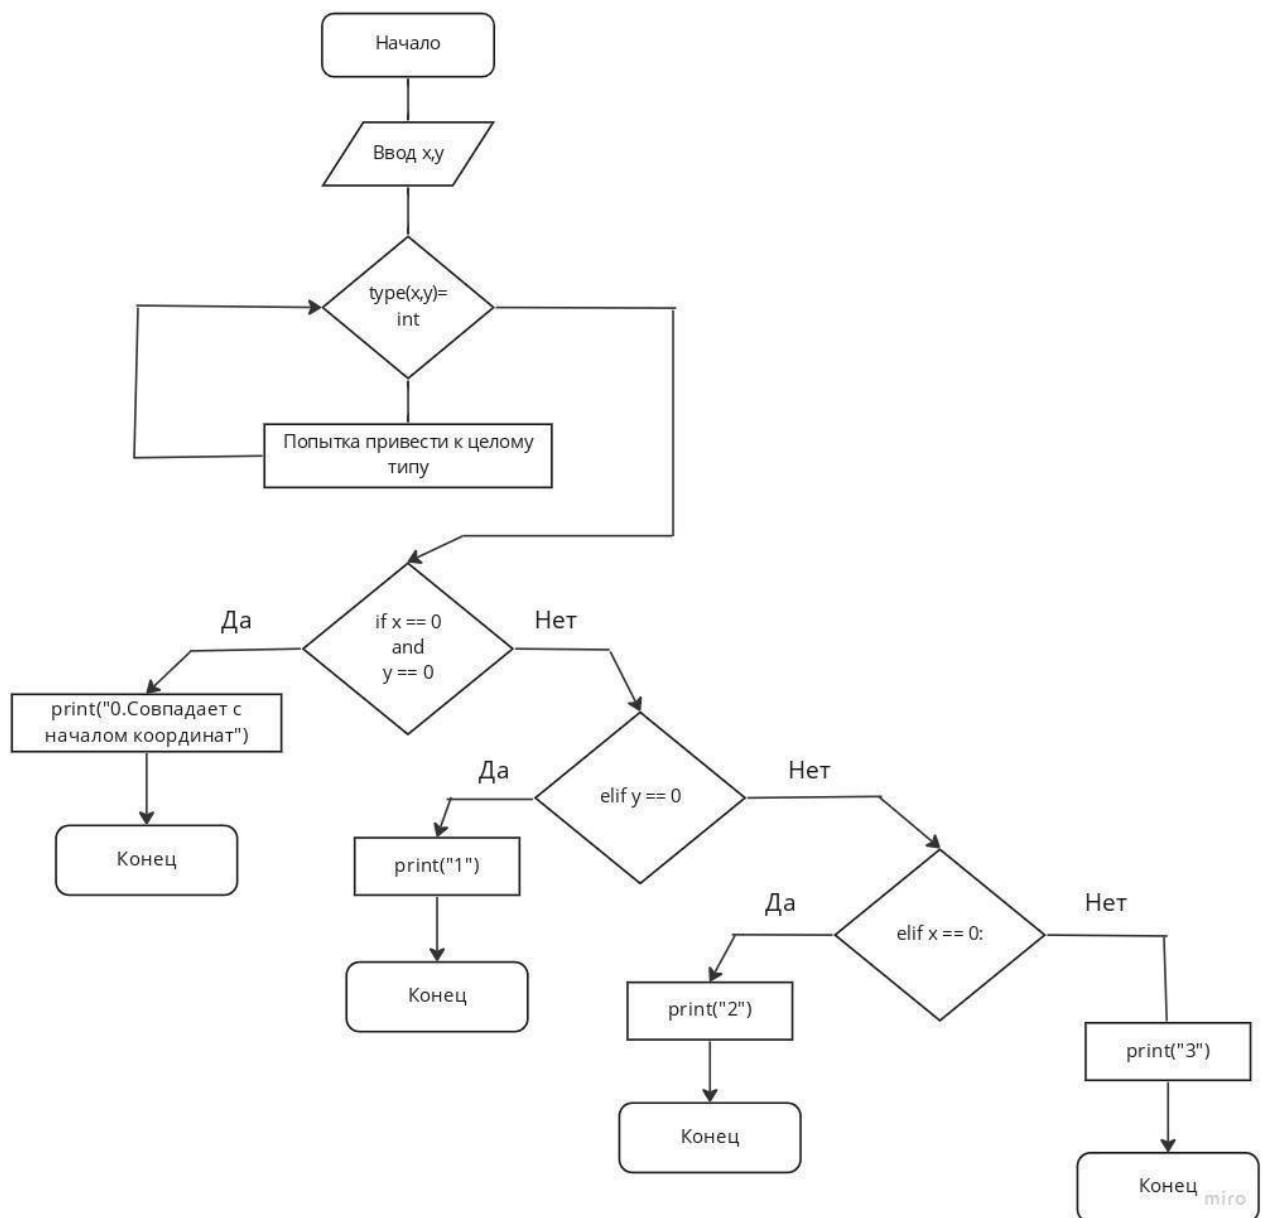 Начало
Ввод x,y
type(x,y)=
int
Попытка привести к целому
типу
if x == 0
and
y == 0
Да
Нет
print("0.Совпадает с
началом координат")
Конец
elif y == 0
Да
Нет
print("1")
Конец
elif x == 0:
Да
Нет
print("2")
Конец
print("3")
Конец
miro